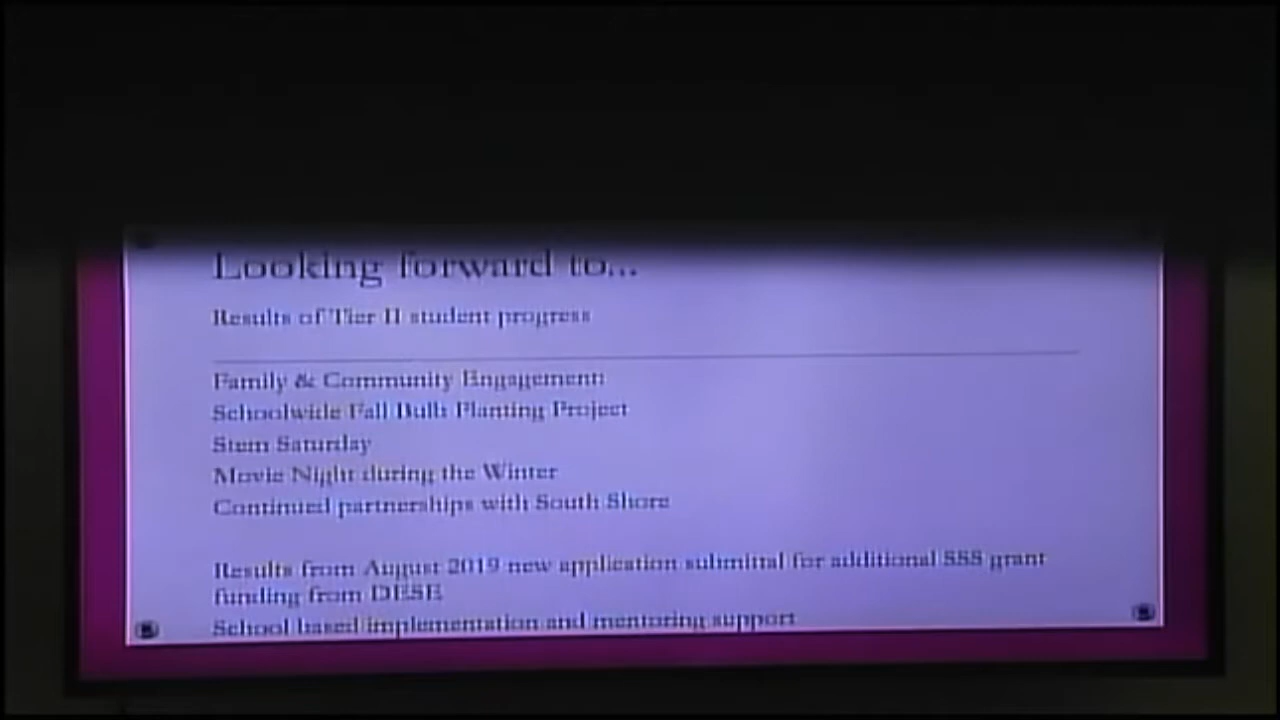 Looking forward to...
Results of Tier II student progress
Family & Community Engagement:
Schoolwide Fall Bulb Planting Project
Stem Saturday
Movie Night during the Winter
Continued partnerships with South Shore
Results from August 2019 new application submittal for additional SSS grant
funding from DESE
School based implementation and mentoring support